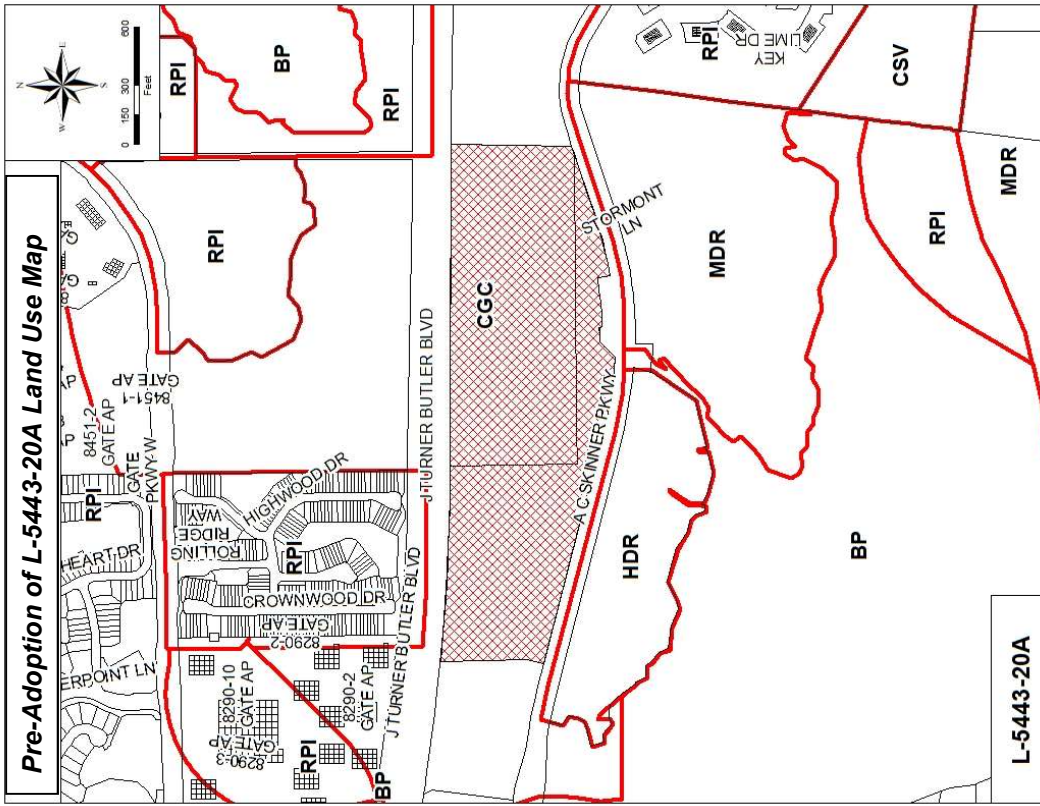 Pre-Adoption of L-5443-20A Land Use Map
N
E
S
W
0 150 300 600
Feet
RPI
BP
RPI
RPI
8451-2
GATE AP
8451-1
GATE AP
RPI
GATE
PKWY W
HEART DR
ERPOINT LN
ROLLING
RIDGE
WAY
HIGHWOOD DR
RPI
CROWNWOOD DR
8290-2
GATE AP
8290-10
GATE AP
8290-3
GATE AP
8290-2
GATE AP
RPI
BP
J TURNER BUTLER BLVD
J TURNER BUTLER BLVD
CGC
STORMONT
LN
A C SKINNER PKWY
RPI
KEY
LIME DR
CSV
MDR
RPI
MDR
HDR
BP
L-5443-20A